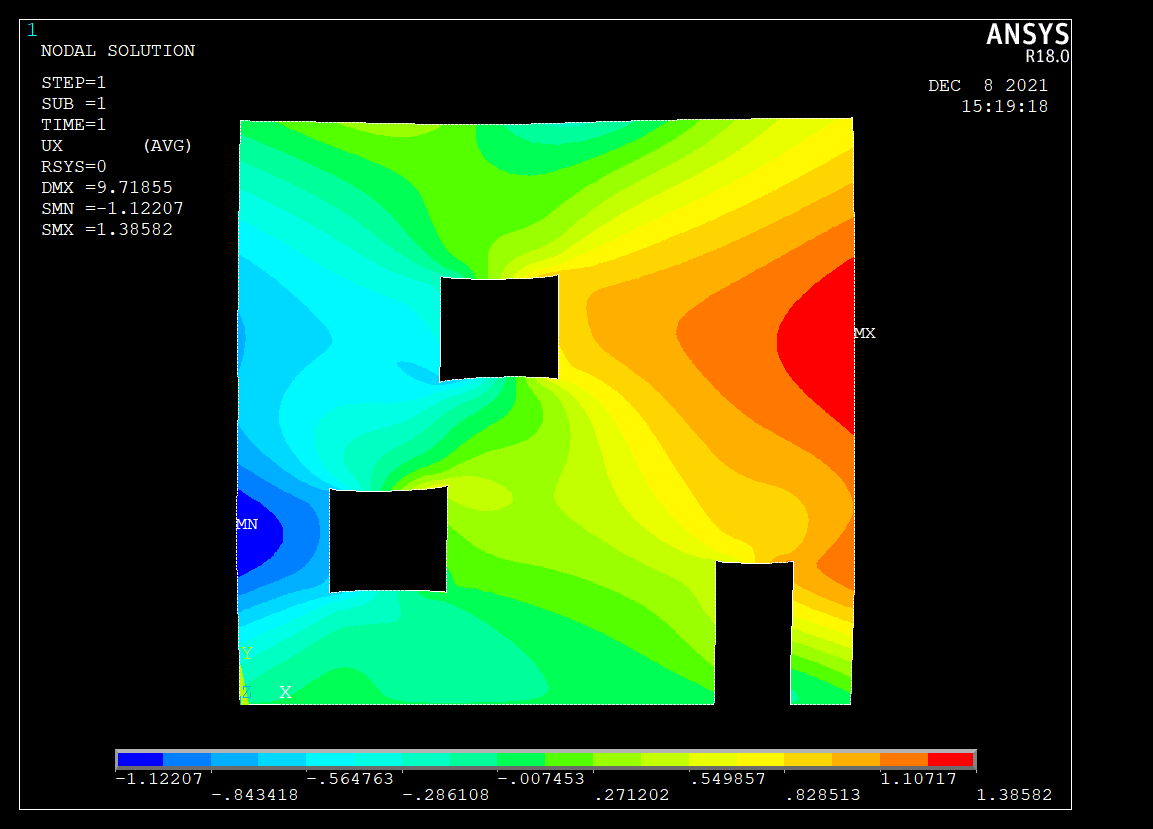 1
ANSYS
R18.0
NODAL SOLUTION
STEP=1
SUB =1
TIME=1
UX (AVG)
RSYS=0
DMX =9.71855
SMN =-1.12207
SMX =1.38582
DEC 8 2021
15:19:18
MX
MN
Y
Z X
-1.12207 -.564763 -.007453 .549857 1.10717
-.843418 -.286108 .271202 .828513 1.38582